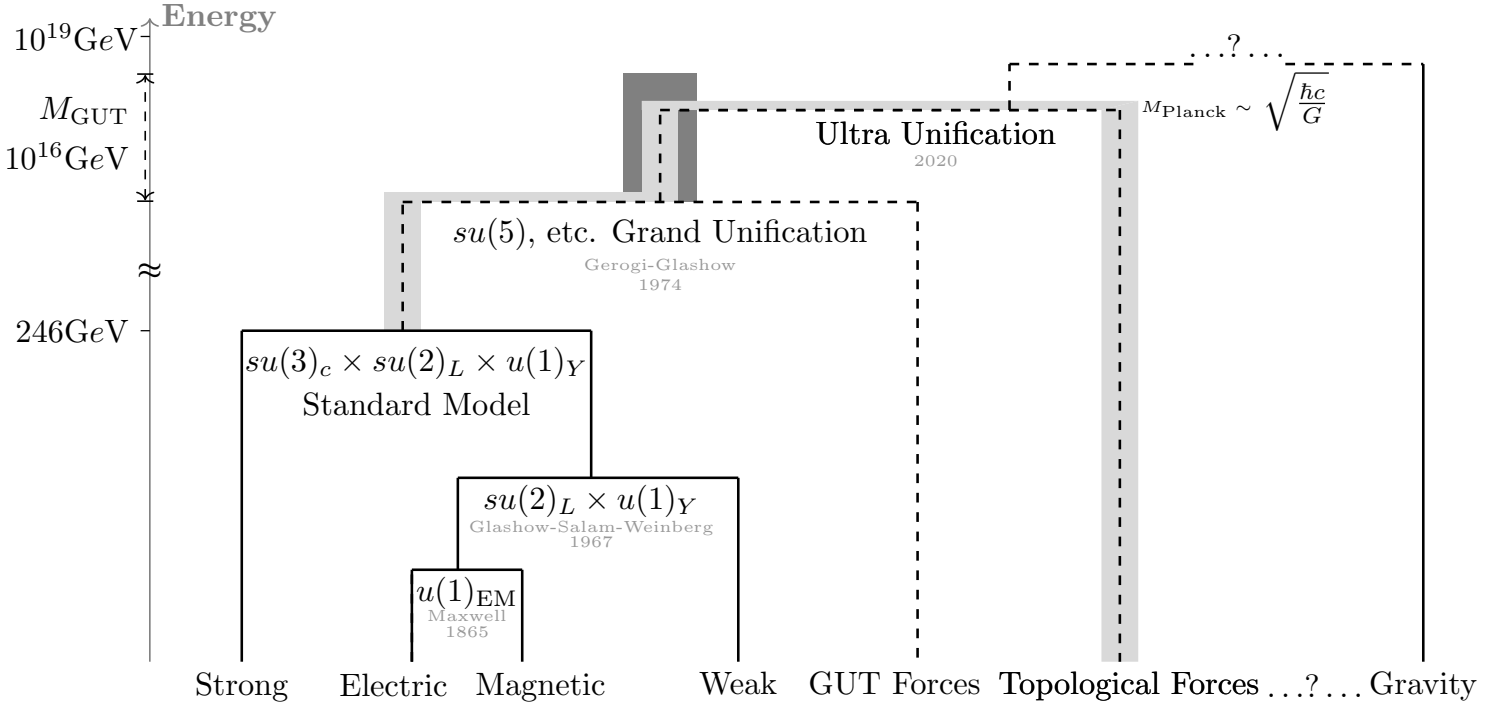 Energy
10^19GeV
…?…
M_GUT
M_Planck ∼ √(ħc/G)
Ultra Unification
2020
10^16GeV
su(5), etc. Grand Unification
Gerogi-Glashow
1974
≈
246GeV
su(3)_c × su(2)_L × u(1)_Y
Standard Model
su(2)_L × u(1)_Y
Glashow-Salam-Weinberg
1967
u(1)_EM
Maxwell
1865
Strong Electric Magnetic Weak GUT Forces Topological Forces …?… Gravity